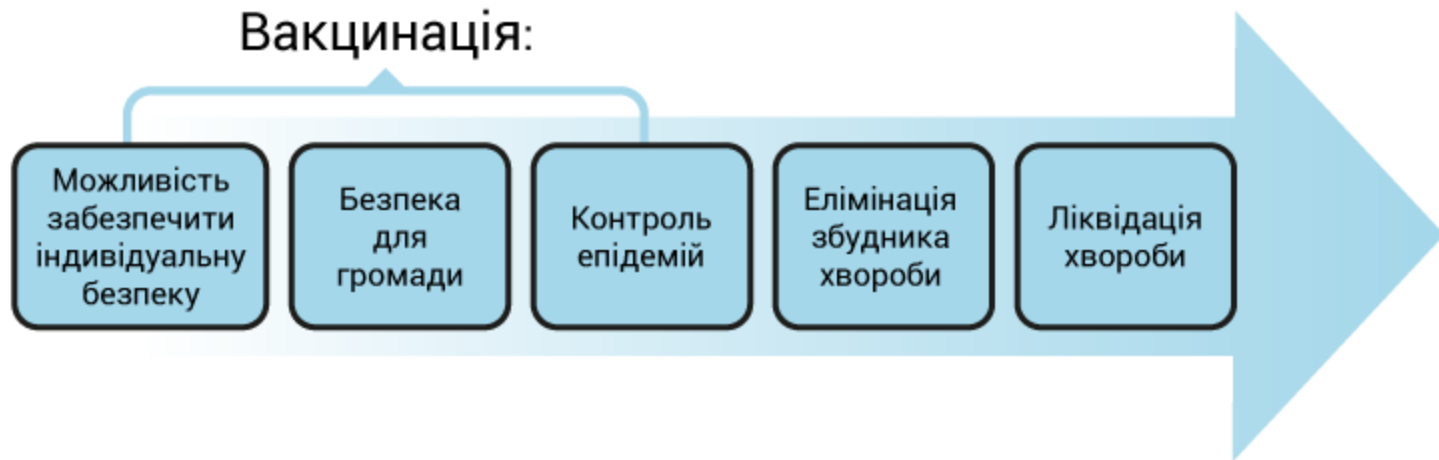 Вакцинація:
Можливість
забезпечити
індивідуальну
безпеку
Безпека
для
громади
Контроль
епідемій
Елімінація
збудника
хвороби
Ліквідація
хвороби